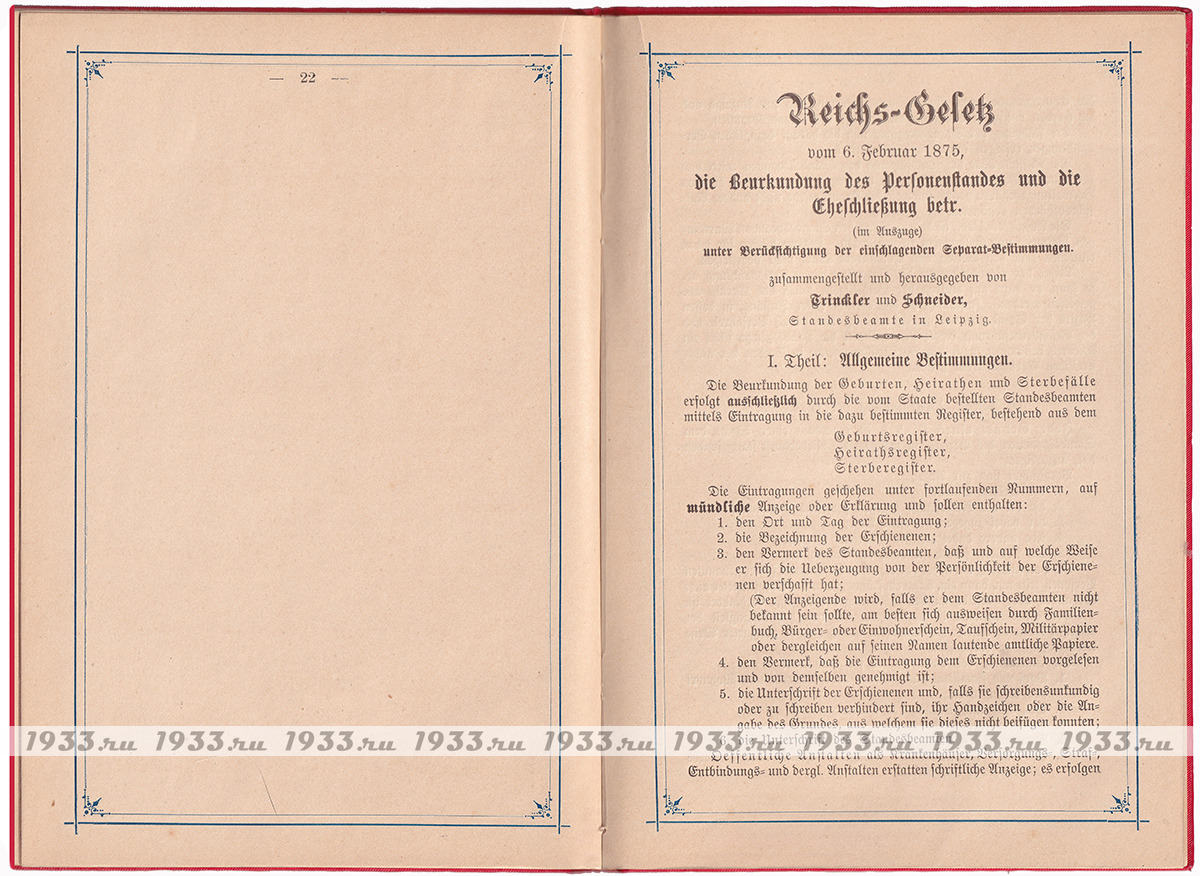 — 22 —
Reichs-Gesetz
vom 6. Februar 1875,
die Beurkundung des Personenstandes und die
Eheschließung betr.
(im Auszuge)
unter Berücksichtigung der einschlagenden Separat-Bestimmungen.
zusammengestellt und herausgegeben von
Trinckler und Schneider,
Standesbeamte in Leipzig.
I. Theil: Allgemeine Bestimmungen.
Die Beurkundung der Geburten, Heirathen und Sterbefälle
erfolgt ausschließlich durch die vom Staate bestellten Standesbeamten
mittels Eintragung in die dazu bestimmten Register, bestehend aus dem
Geburtsregister,
Heirathsregister,
Sterberegister.
Die Eintragungen geschehen unter fortlaufenden Nummern, auf
mündliche Anzeige oder Erklärung und sollen enthalten:
1. den Ort und Tag der Eintragung;
2. die Bezeichnung der Erschienenen;
3. den Vermerk des Standesbeamten, daß und auf welche Weise
er sich die Ueberzeugung von der Persönlichkeit der Erschiene-
nen verschafft hat;
(Der Anzeigende wird, falls er dem Standesbeamten nicht
bekannt sein sollte, am besten sich ausweisen durch Familien-
buch, Bürger- oder Einwohnerschein, Taufschein, Militärpapier
oder dergleichen auf seinen Namen lautende amtliche Papiere.
4. den Vermerk, daß die Eintragung dem Erschienenen vorgelesen
und von demselben genehmigt ist;
5. die Unterschrift der Erschienenen und, falls sie schreibensunkundig
oder zu schreiben verhindert sind, ihr Handzeichen oder die An-
gabe des Grundes, aus welchem sie dieses nicht beifügen konnten;
6. die Unterschrift des Standesbeamten.
Oeffentliche Anstalten als Krankenhäuser, Versorgungs-, Straf-,
Entbindungs- und dergl. Anstalten erstatten schriftliche Anzeige; es erfolgen
1933.ru 1933.ru 1933.ru 1933.ru 1933.ru 1933.ru 1933.ru 1933.ru 1933.ru